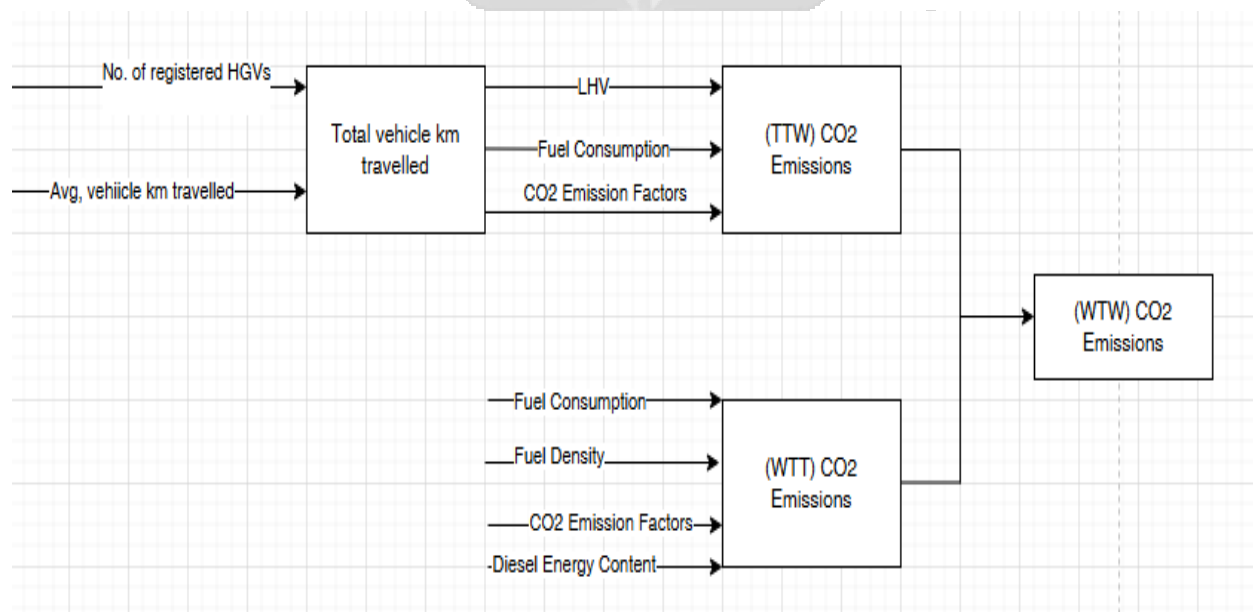 No. of registered HGVs
Avg, vehiicle km travelled
Total vehicle km
travelled
LHV
Fuel Consumption
CO2 Emission Factors
(TTW) CO2
Emissions
(WTW) CO2
Emissions
Fuel Consumption
Fuel Density
CO2 Emission Factors
Diesel Energy Content
(WTT) CO2
Emissions